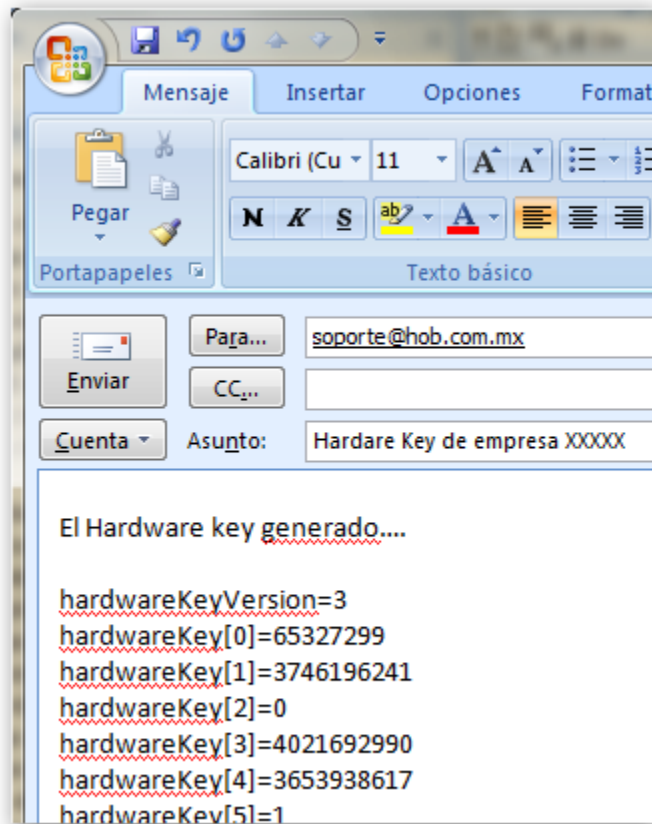 Mensaje Insertar Opciones Format
Calibri (Cu 11 A A
Pegar
N K S ab A
Portapapeles Texto básico
Enviar
Para... soporte@hob.com.mx
CC...
Cuenta Asunto: Hardare Key de empresa XXXXX
El Hardware key generado....
hardwareKeyVersion=3
hardwareKey[0]=65327299
hardwareKey[1]=3746196241
hardwareKey[2]=0
hardwareKey[3]=4021692990
hardwareKey[4]=3653938617
hardwareKey[5]=1